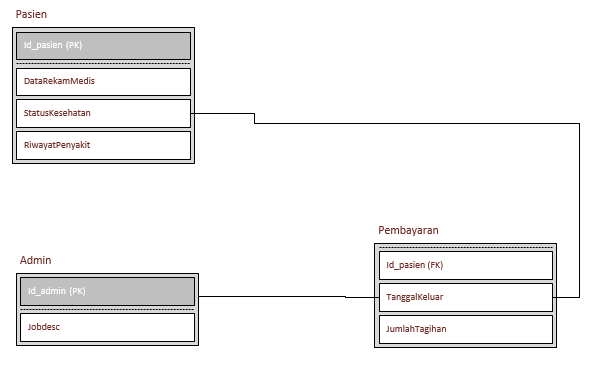 Pasien
Id_pasien (PK)
DataRekamMedis
StatusKesehatan
RiwayatPenyakit
Admin
Id_admin (PK)
Jobdesc
Pembayaran
Id_pasien (FK)
TanggalKeluar
JumlahTagihan